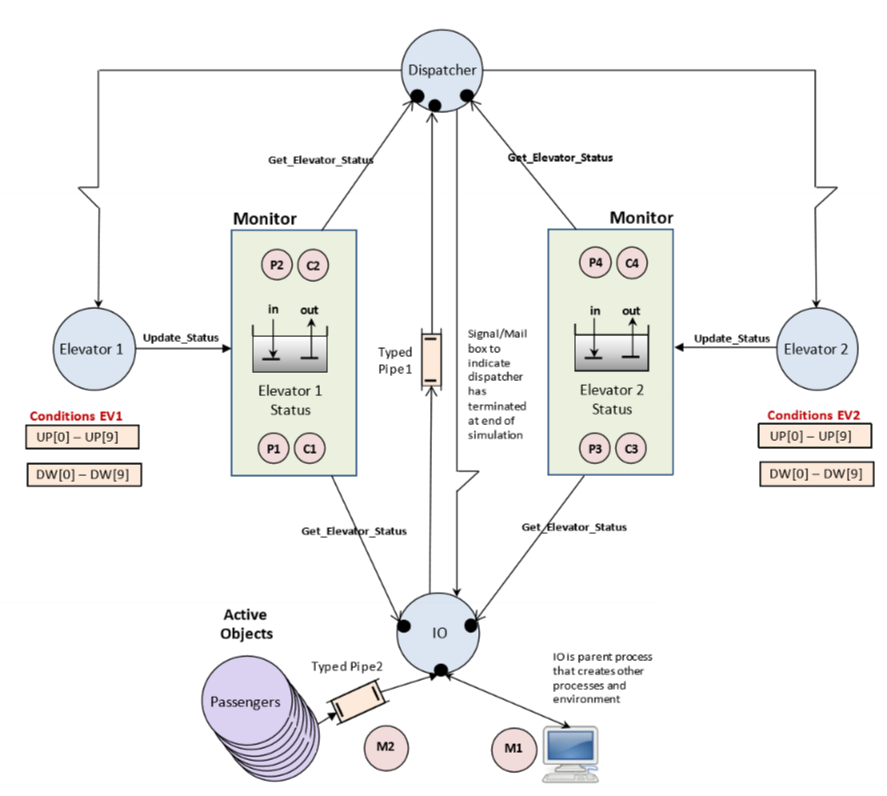 Dispatcher
Get_Elevator_Status
Get_Elevator_Status
Monitor
Monitor
P2
C2
P4
C4
in
out
in
out
Elevator 1
Update_Status
Elevator 1
Status
Typed
Pipe1
Signal/Mail
box to
indicate
dispatcher
has
terminated
at end of
simulation
Elevator 2
Status
Update_Status
Elevator 2
Conditions EV1
UP[0] – UP[9]
DW[0] – DW[9]
P1
C1
P3
C3
Conditions EV2
UP[0] – UP[9]
DW[0] – DW[9]
Get_Elevator_Status
Get_Elevator_Status
Active
Objects
IO
Typed Pipe2
Passengers
IO is parent process
that creates other
processes and
environment
M2
M1